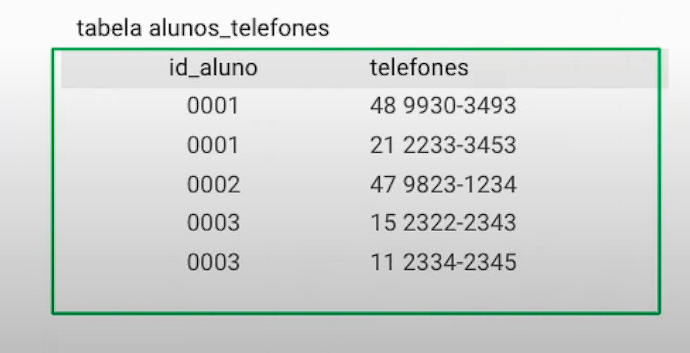 tabela alunos_telefones
id_aluno telefones
0001 48 9930-3493
0001 21 2233-3453
0002 47 9823-1234
0003 15 2322-2343
0003 11 2334-2345